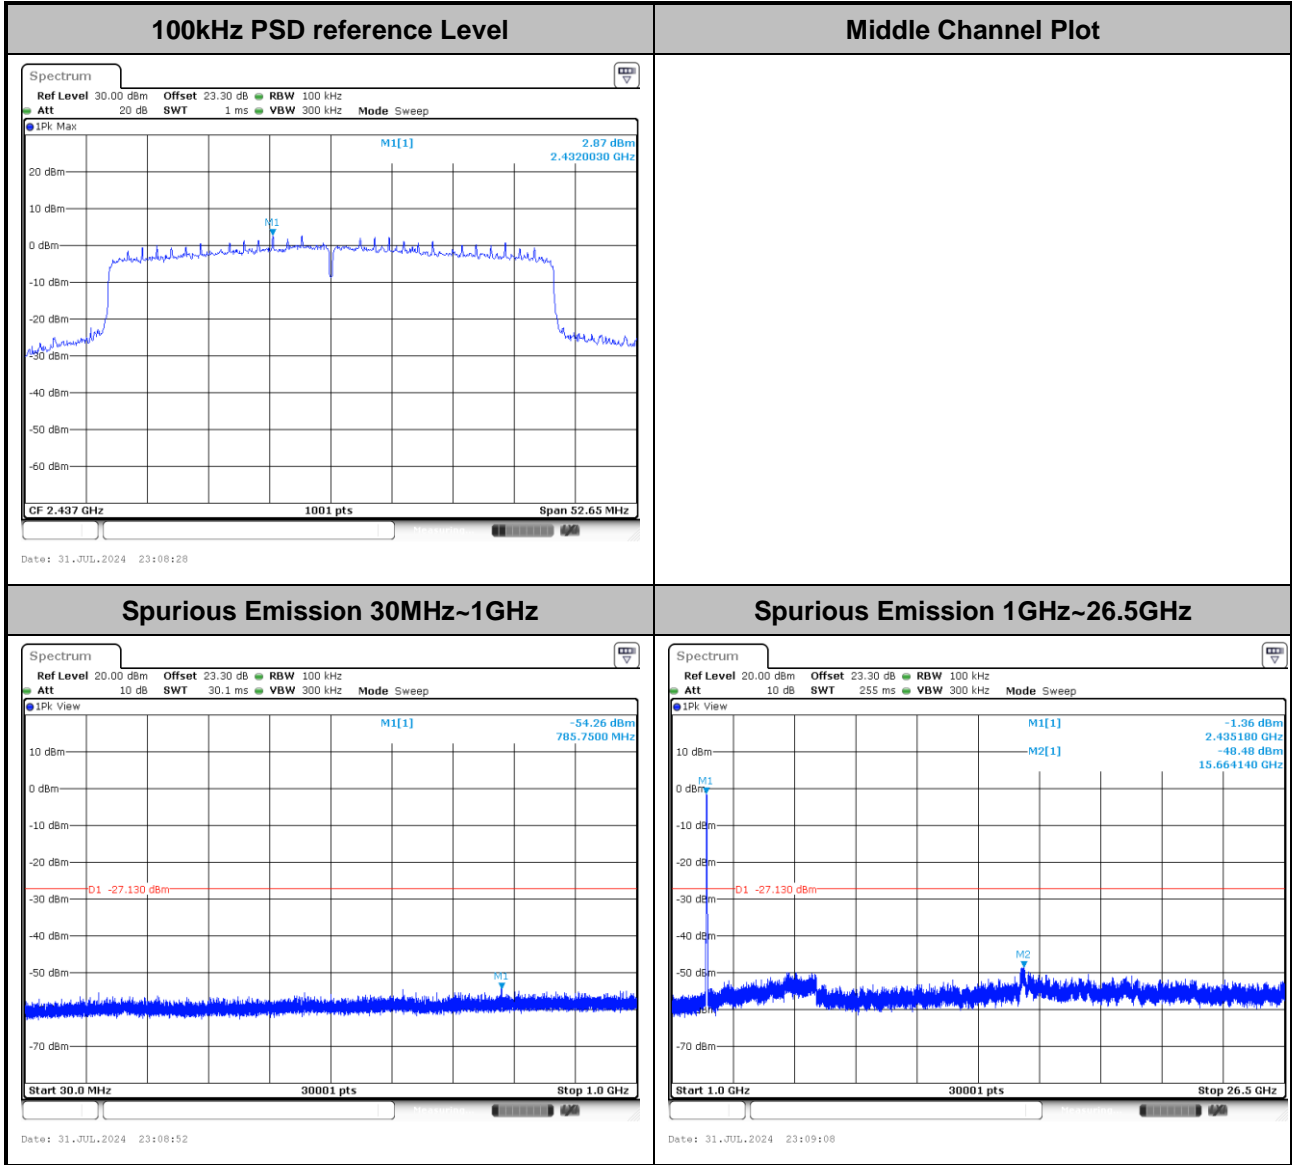 100kHz PSD reference Level
Middle Channel Plot
Spectrum
Ref Level 30.00 dBm Offset 23.30 dB RBW 100 kHz
Att 20 dB SWT 1 ms VBW 300 kHz Mode Sweep
1Pk Max
M1[1] 2.87 dBm
2.4320030 GHz
20 dBm
10 dBm
M1
0 dBm
-10 dBm
-20 dBm
-30 dBm
-40 dBm
-50 dBm
-60 dBm
CF 2.437 GHz 1001 pts Span 52.65 MHz
Date: 31.JUL.2024 23:08:28
Spurious Emission 30MHz~1GHz
Spurious Emission 1GHz~26.5GHz
Spectrum
Ref Level 20.00 dBm Offset 23.30 dB RBW 100 kHz
Att 10 dB SWT 30.1 ms VBW 300 kHz Mode Sweep
1Pk View
M1[1] -54.26 dBm
785.7500 MHz
10 dBm
0 dBm
-10 dBm
-20 dBm
D1 -27.130 dBm
-30 dBm
-40 dBm
-50 dBm
M1
-70 dBm
Start 30.0 MHz 30001 pts Stop 1.0 GHz
Date: 31.JUL.2024 23:08:52
Spectrum
Ref Level 20.00 dBm Offset 23.30 dB RBW 100 kHz
Att 10 dB SWT 255 ms VBW 300 kHz Mode Sweep
1Pk View
M1[1] -1.36 dBm
2.435180 GHz
10 dBm
M2[1] -48.48 dBm
15.664140 GHz
M1
0 dBm
-10 dBm
-20 dBm
D1 -27.130 dBm
-30 dBm
-40 dBm
M2
-50 dBm
-70 dBm
Start 1.0 GHz 30001 pts Stop 26.5 GHz
Date: 31.JUL.2024 23:09:08